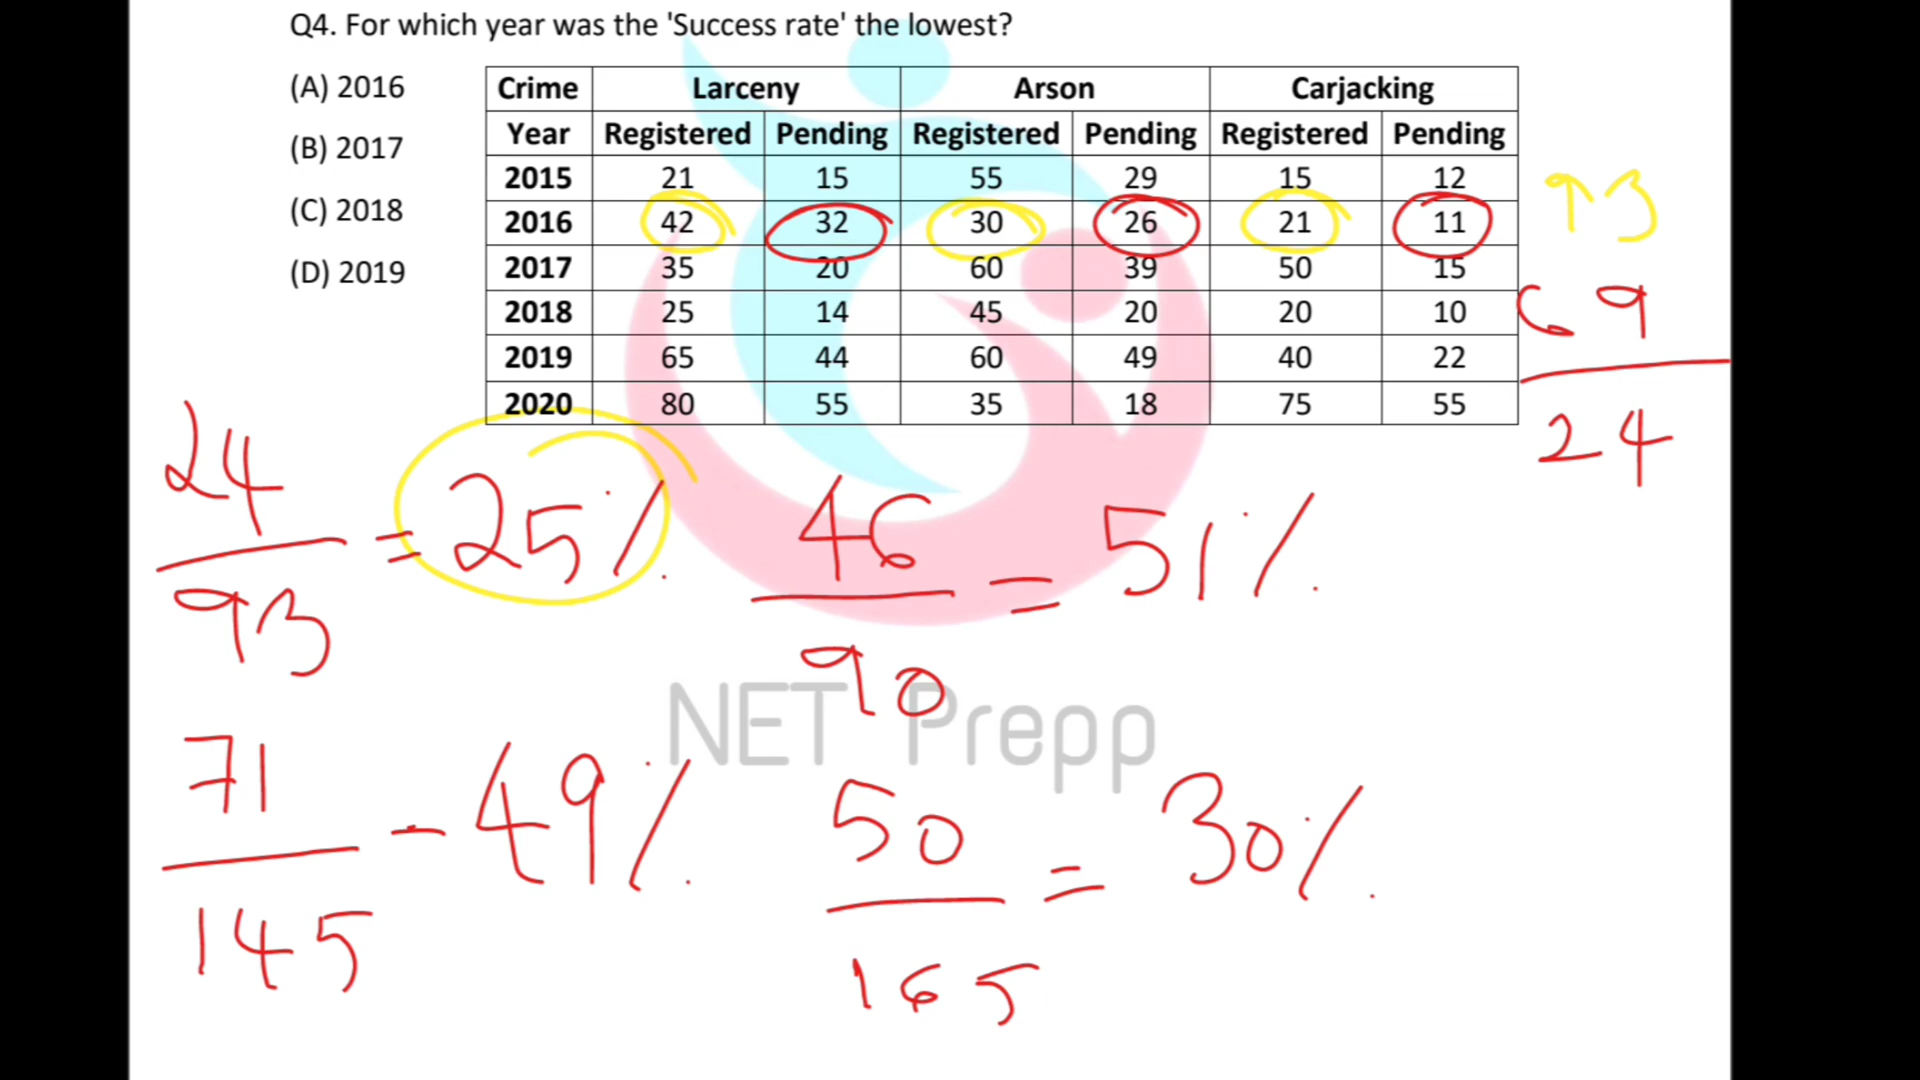 Q4. For which year was the 'Success rate' the lowest?
(A) 2016
(B) 2017
(C) 2018
(D) 2019
Crime Larceny Arson Carjacking
Year Registered Pending Registered Pending Registered Pending
2015 21 15 55 29 15 12
2016 42 32 30 26 21 11
2017 35 20 60 39 50 15
2018 25 14 45 20 20 10
2019 65 44 60 49 40 22
2020 80 55 35 18 75 55
93
69
24
24
93
= 25%
46
90
= 51%
NET Prepp
71
145
- 49%
50
165
= 30%